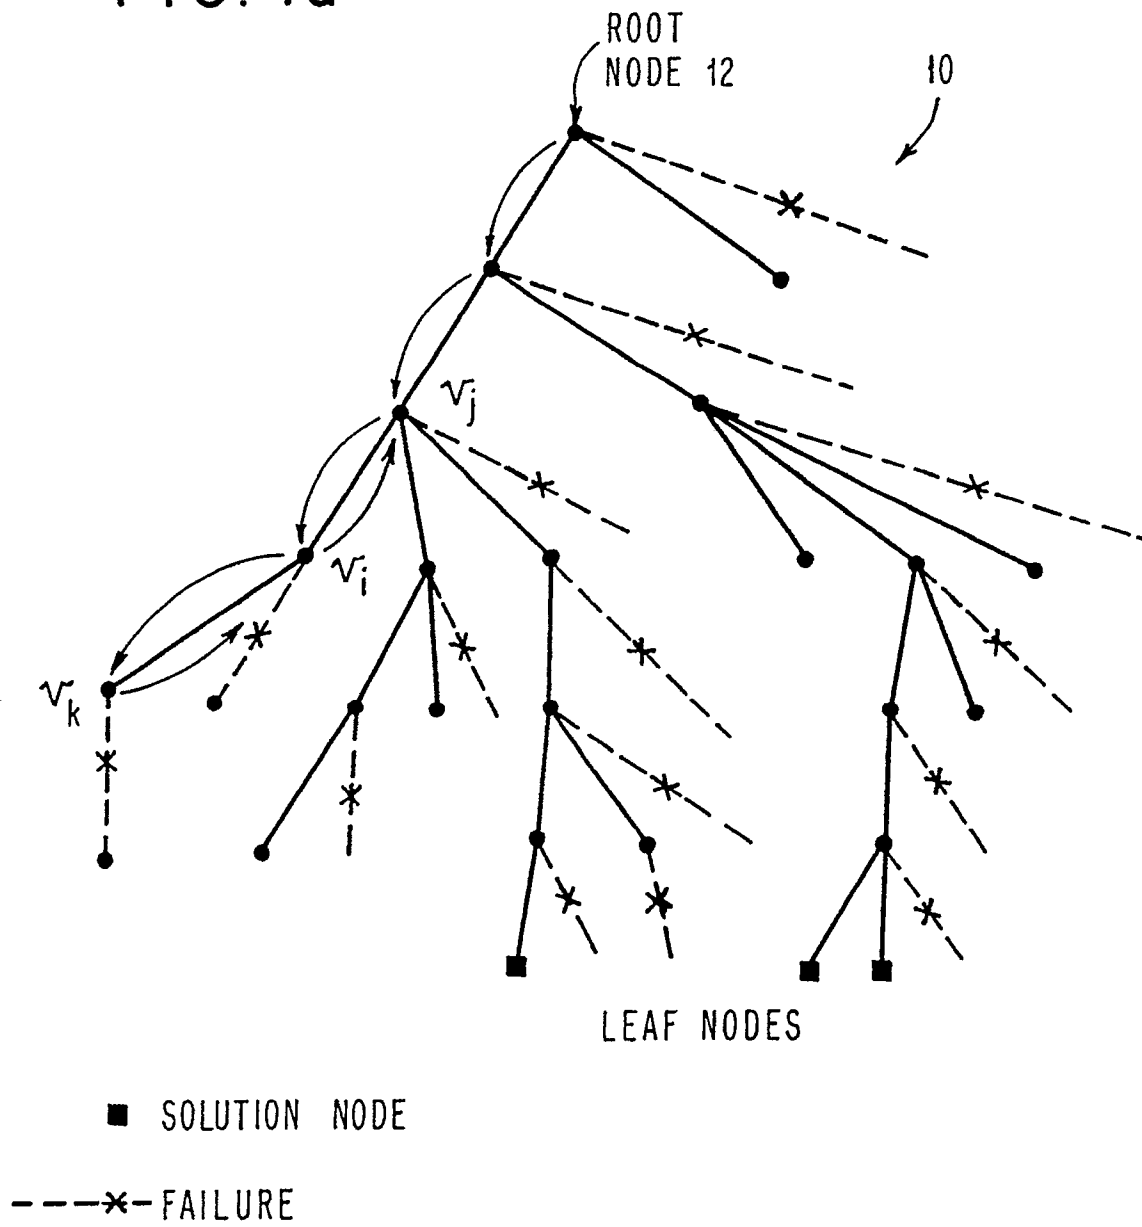 ROOT
NODE 12
10
vj
vi
vk
LEAF NODES
SOLUTION NODE
FAILURE